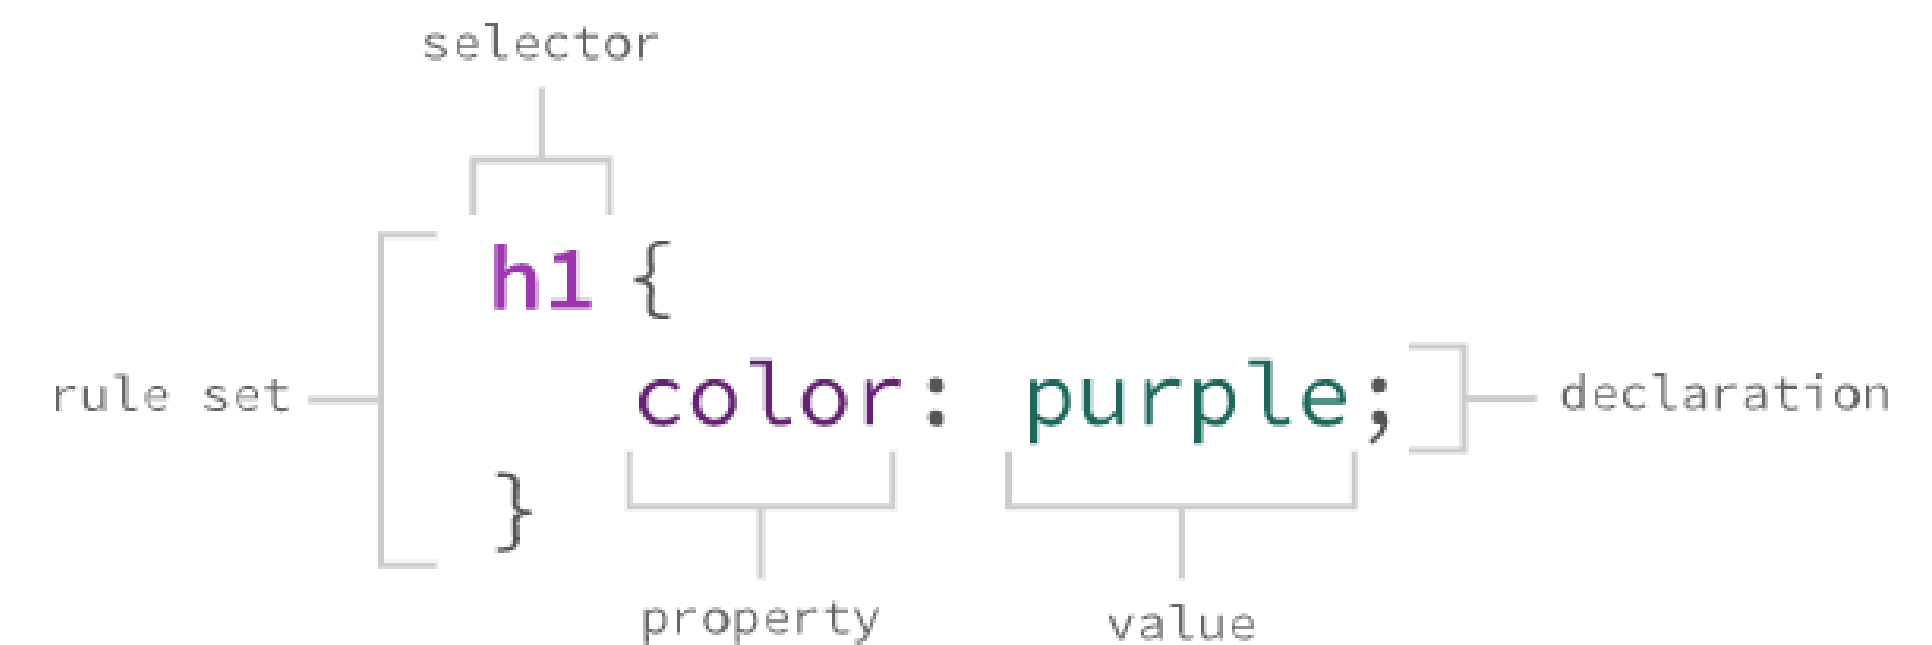 selector
h1 {
rule set
color: purple;
declaration
}
property
value